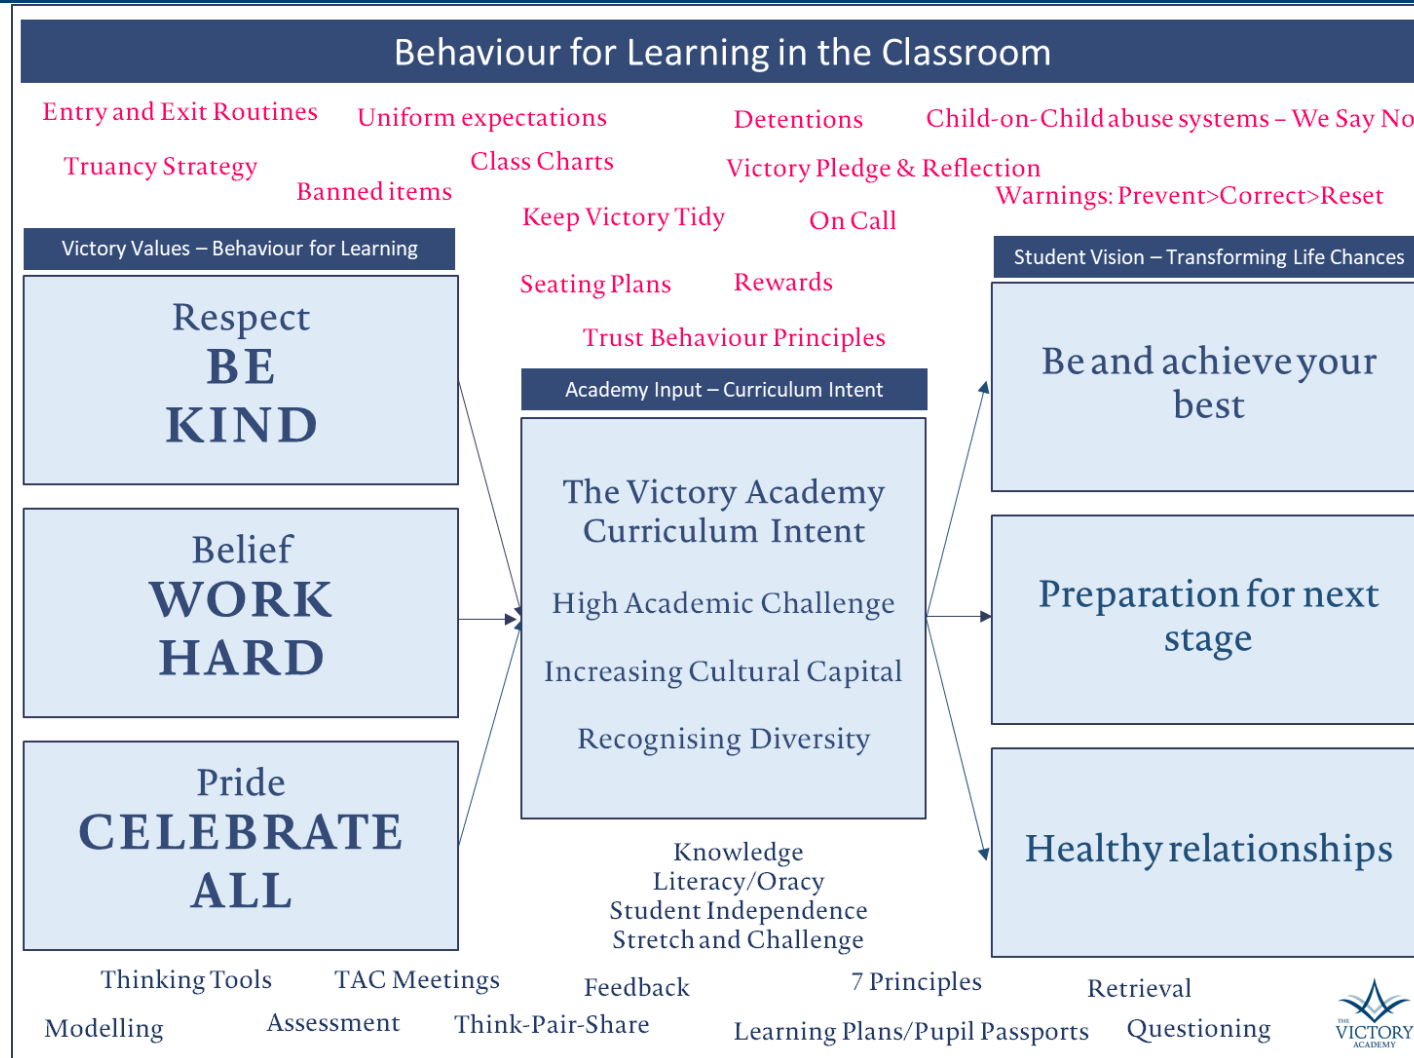 Behaviour for Learning in the Classroom
Entry and Exit Routines
Uniform expectations
Detentions
Child-on-Child abuse systems – We Say No
Truancy Strategy
Class Charts
Victory Pledge & Reflection
Banned items
Warnings: Prevent>Correct>Reset
Keep Victory Tidy
On Call
Seating Plans
Rewards
Trust Behaviour Principles
Victory Values – Behaviour for Learning
Respect
BE
KIND
Belief
WORK
HARD
Pride
CELEBRATE
ALL
Academy Input – Curriculum Intent
The Victory Academy
Curriculum Intent
High Academic Challenge
Increasing Cultural Capital
Recognising Diversity
Student Vision – Transforming Life Chances
Be and achieve your
best
Preparation for next
stage
Healthy relationships
Knowledge
Literacy/Oracy
Student Independence
Stretch and Challenge
Thinking Tools
TAC Meetings
Feedback
7 Principles
Retrieval
Modelling
Assessment
Think-Pair-Share
Learning Plans/Pupil Passports
Questioning
THE
VICTORY
ACADEMY